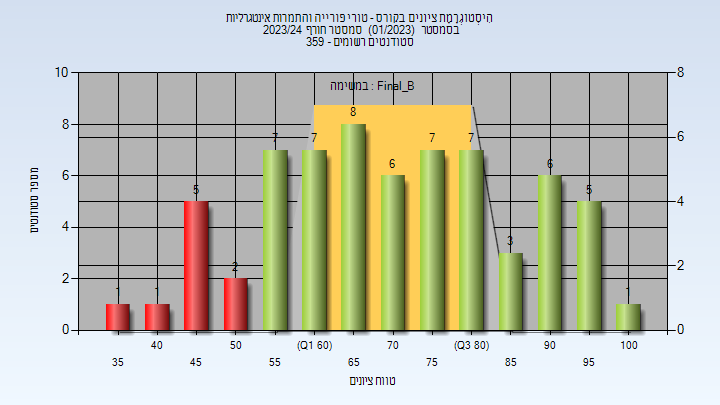 הִיסְטוֹגְרָמַת ציונים בקורס - טורי פורייה והתמרות אינטגרליות
בסמסטר (01/2023) סמסטר חורף 2023/24
סטודנטים רשומים - 359
במשימה : Final_B
10 8 6 4 2 0
מספר סטודנטים
8 6 4 2 0
1 1 5 2 7 7 8 6 7 7 3 6 5 1
40 50 (Q1 60) 70 (Q3 80) 90 100
35 45 55 65 75 85 95
טווח ציונים